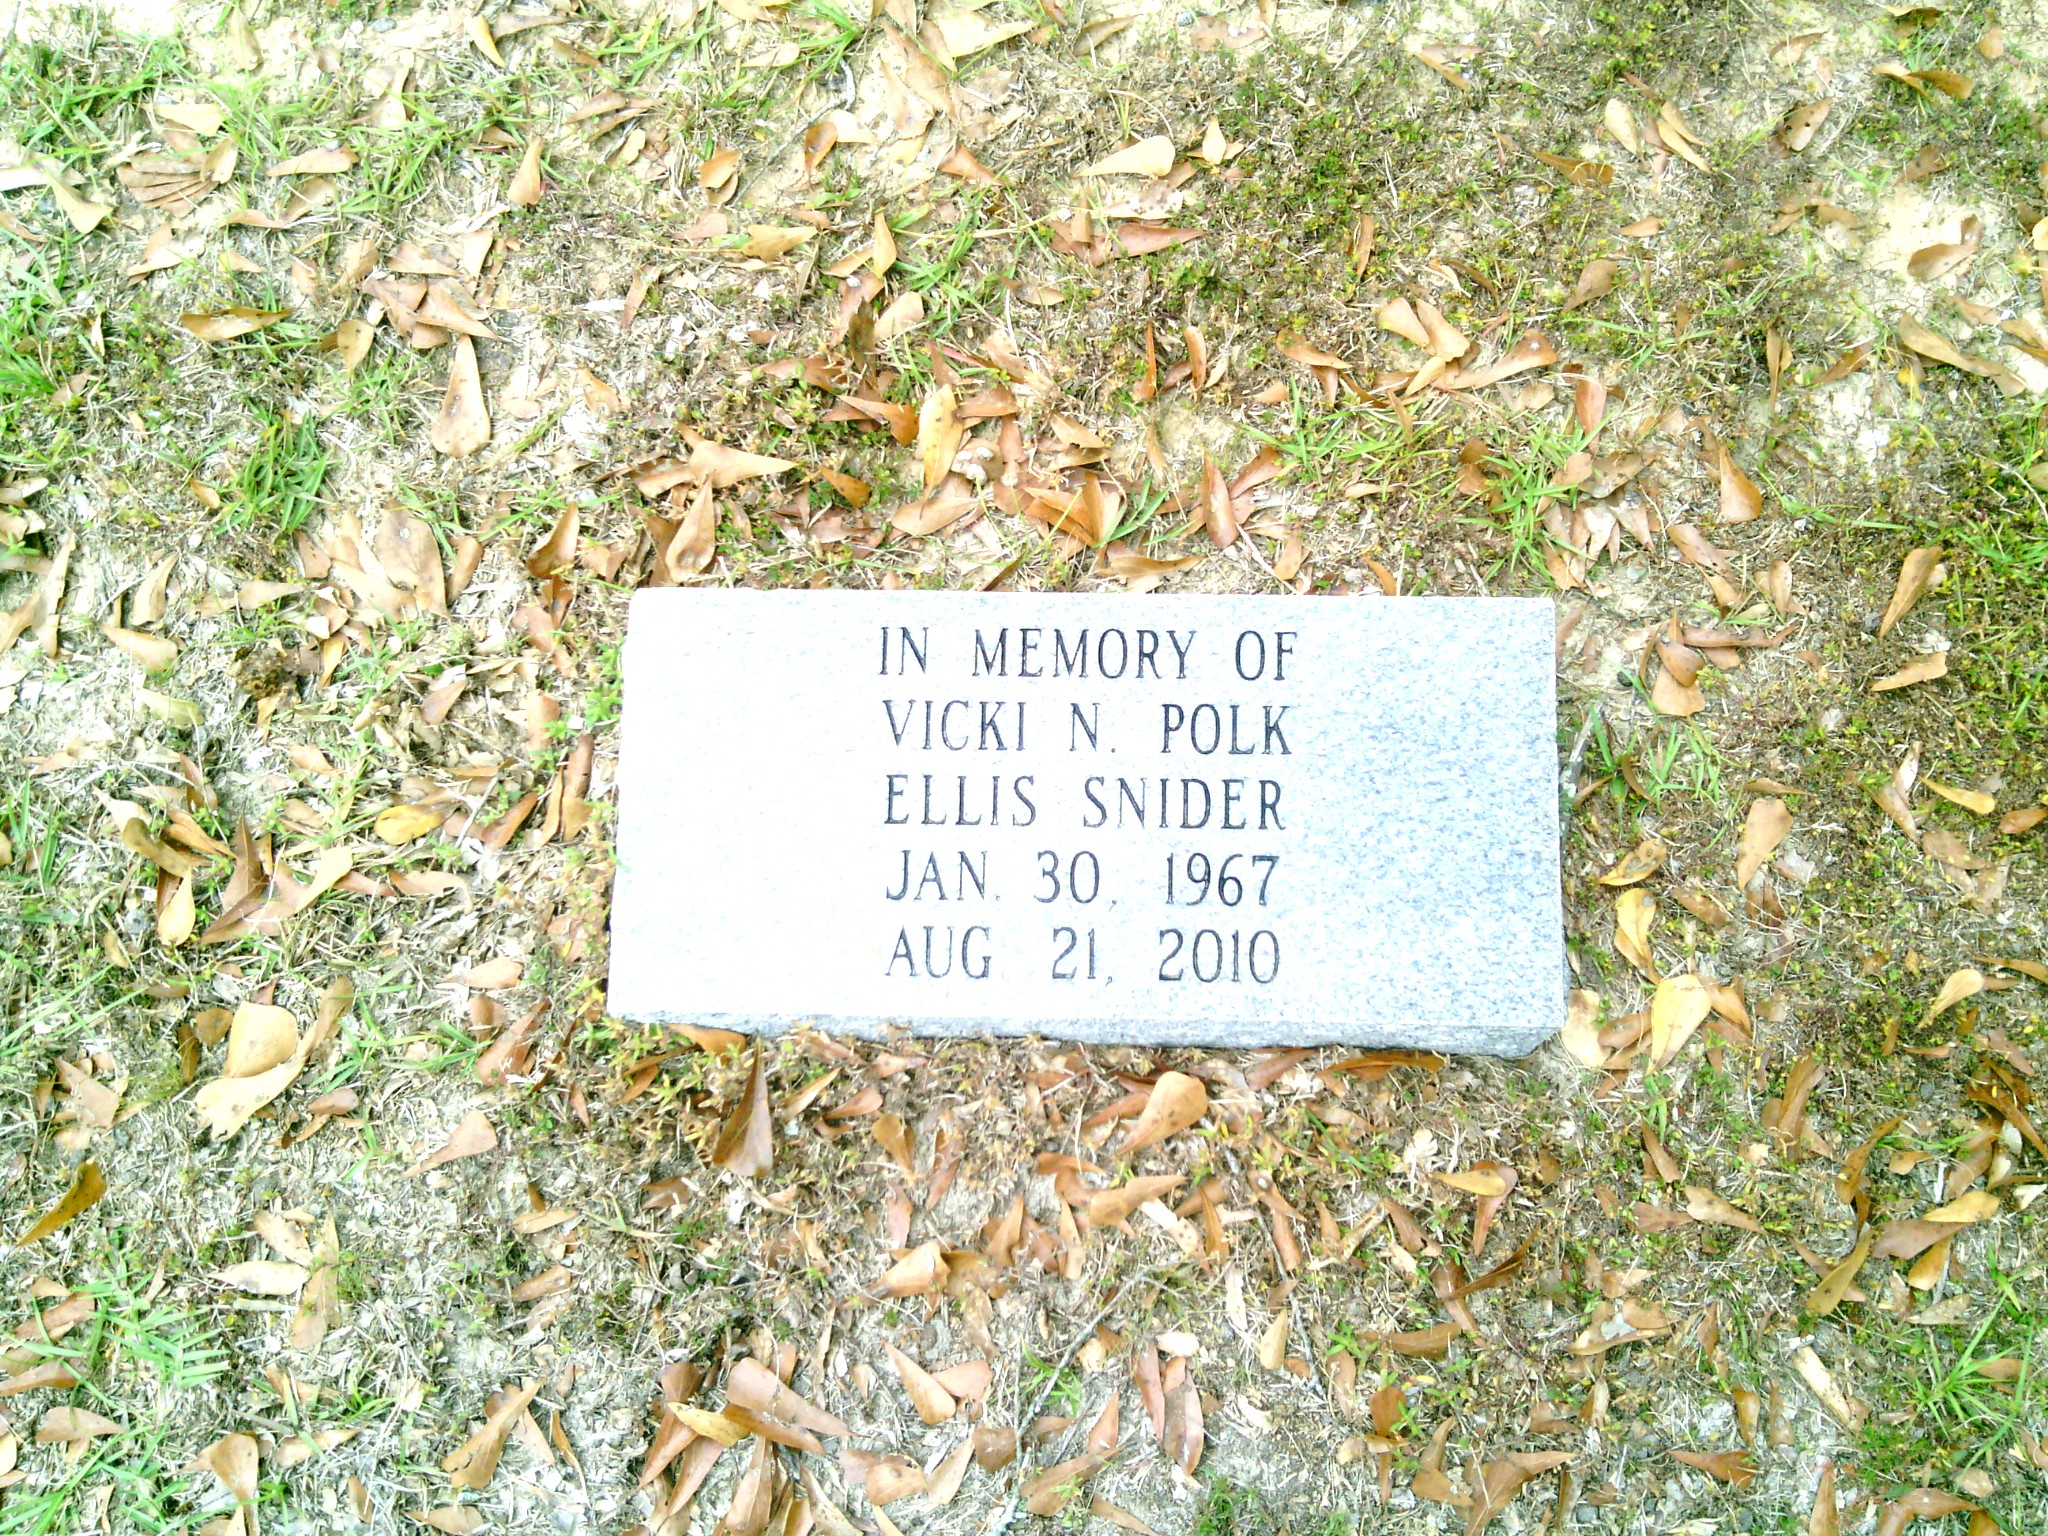 IN MEMORY OF
VICKI N. POLK
ELLIS SNIDER
JAN. 30, 1967
AUG 21, 2010